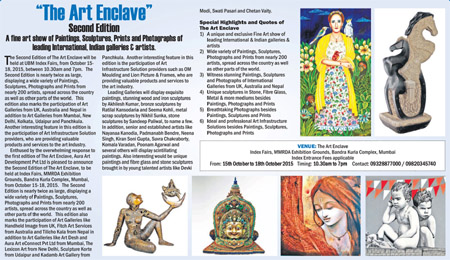 "The Art Enclave"
Second Edition
A fine art show of Paintings, Sculptures, Prints and Photographs of
leading International, Indian galleries & artists.
The Second Edition of The Art Enclave will be
held at IDBM Index Fairs, from October 15-
18, 2015, between 10.30am and 7pm. The
Second Edition is nearly twice as large,
displaying a wide variety of Paintings,
Sculptures, Photographs and Prints from
nearly 200 artists, spread across the country
as well as other parts of the world. This
edition also marks the participation of Art
Galleries from UK, Australia and Nepal in
addition to Art Galleries from Mumbai, New
Delhi, Kolkata, Udaipur and Panchkula.
Another interesting feature in this edition is
the participation of Art Infrastructure Solution
providers, who are providing valuable
products and services to the art industry.
Enthused by the overwhelming response to
the first edition of The Art Enclave, Aura Art
Development Pvt Ltd is pleased to announce
the Second Edition of The Art Enclave, to be
held at Index Fairs, MMRDA Exhibition
Grounds, Bandra Kurla Complex, Mumbai,
from October 15-18, 2015. The Second
Edition is nearly twice as large, displaying a
wide variety of Paintings, Sculptures,
Photographs and Prints from nearly 200
artists, spread across the country as well as
other parts of the world. This edition also
marks the participation of Art Galleries like
Handmade Image from UK, Fitch Art Services
from Australia and Tilicho Kala from Nepal in
addition to Art Galleries like Art Desh and
Aura Art eConnect Pvt Ltd from Mumbai, The
Lexicon Art from New Delhi, Sculpture Korte
from Udaipur and Kadamb Art Gallery from
Panchkula. Another interesting feature in this
edition is the participation of Art
Infrastructure Solution providers such as OM
Moulding and Lion Picture & Frames, who are
providing valuable products and services to
the art industry.
Leading Galleries will display exquisite
paintings, stunning wood and iron sculptures
by Akhilesh Kumar, bronze sculptures by
Ratilal Kansodaria and Seema Kohli, metal
scrap sculptures by Nikhil Sunka, stone
sculptures by Sandeep Paliwal, to name a few.
In addition, senior and established artists like
Nayanaa Kanodia, Padmanabh Bendre, Heena
Singh, Kiran Soni Gupta, Suvra Chakraborty,
Komala Varadan, Poonam Agarwal and
several others will display scintillating
paintings. Also interesting would be unique
paintings and fibre glass and stone sculptures
brought in by young talented artists like Devki
Modi, Swati Pasari and Chetan Vaity.
Special Highlights and Quotes of
The Art Enclave
1) A unique and exclusive Fine Art show of
leading International & Indian galleries &
artists
2) Wide variety of Paintings, Sculptures,
Photographs and Prints from nearly 200
artists, spread across the country as well
as other parts of the world.
3) Witness stunning Paintings, Sculptures
and Photographs of International
Galleries from UK, Australia and Nepal
4) Unique sculptures in Stone, Fibre Glass,
Metal & more mediums besides
Paintings, Photographs and Prints
5) Breathtaking Photographs besides
Paintings, Sculptures and Prints
6) Ideal and professional Art Infrastructure
Solutions besides Paintings, Sculptures,
Photographs and Prints
VENUE: The Art Enclave
Index Fairs, MMRDA Exhibition Grounds, Bandra Kurla Complex, Mumbai
Index Entrance Fees applicable
From: 15th October to 18th October 2015 Timing: 10.30am to 7pm Contact: 09328877000 / 09820345740